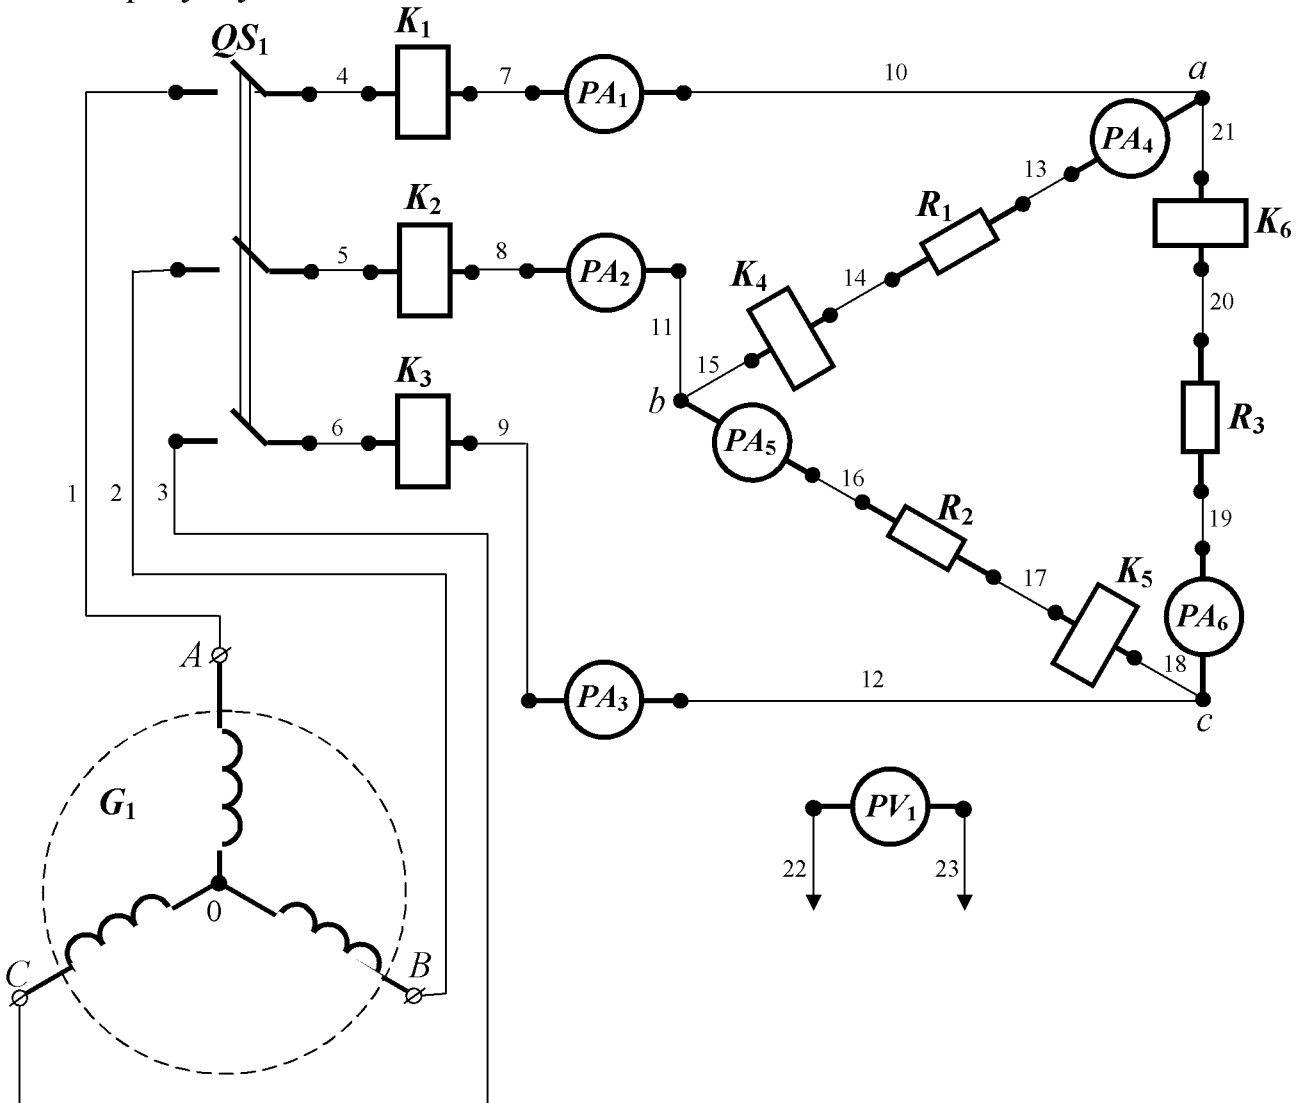 QS₁
K₁
4
7
PA₁
10
a
PA₄
21
13
R₁
K₆
K₂
5
8
PA₂
K₄
14
20
11
15
b
K₃
6
9
PA₅
R₃
1
2
3
16
R₂
19
17
K₅
PA₆
A
18
PA₃
12
c
G₁
PV₁
22
23
0
C
B